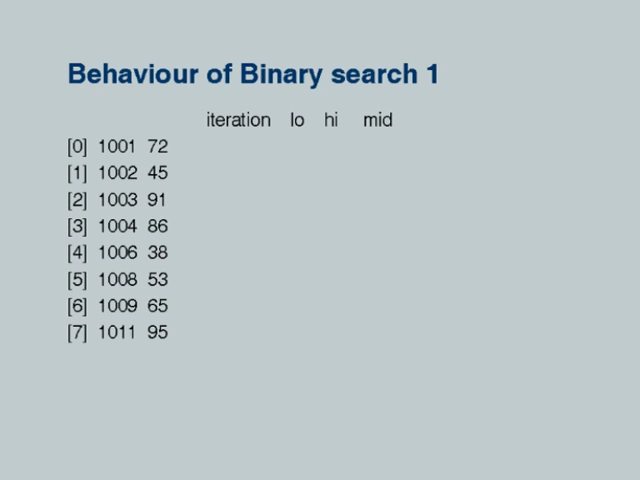 Behaviour of Binary search 1
iteration lo hi mid
[0] 1001 72
[1] 1002 45
[2] 1003 91
[3] 1004 86
[4] 1006 38
[5] 1008 53
[6] 1009 65
[7] 1011 95